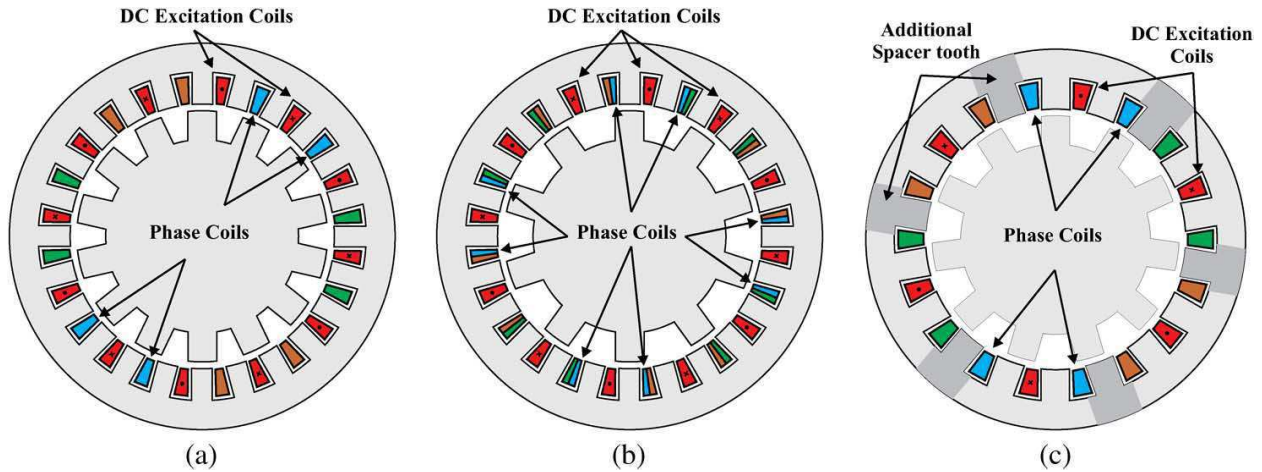 DC Excitation Coils
Phase Coils
(a)
DC Excitation Coils
Phase Coils
(b)
Additional
Spacer tooth
DC Excitation
Coils
Phase Coils
(c)